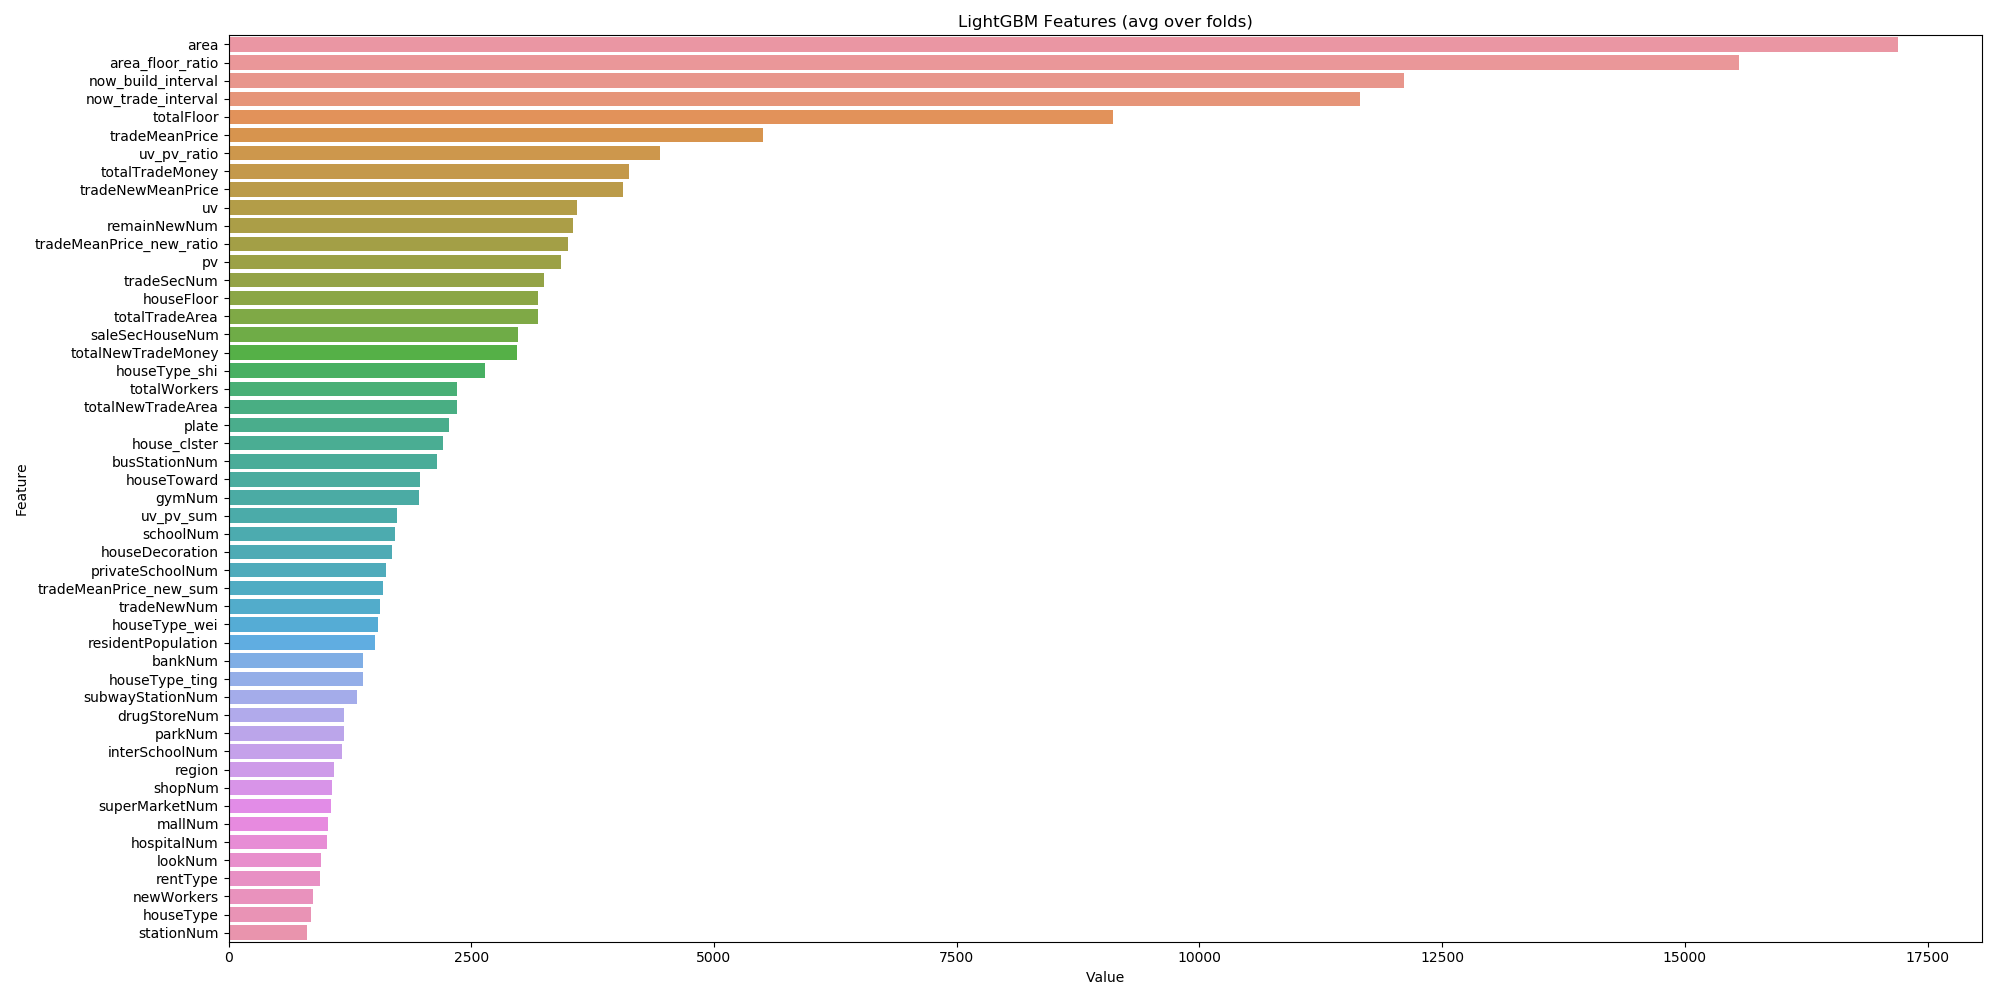 LightGBM Features (avg over folds)
area
area_floor_ratio
now_build_interval
now_trade_interval
totalFloor
tradeMeanPrice
uv_pv_ratio
totalTradeMoney
tradeNewMeanPrice
uv
remainNewNum
tradeMeanPrice_new_ratio
pv
tradeSecNum
houseFloor
totalTradeArea
saleSecHouseNum
totalNewTradeMoney
houseType_shi
totalWorkers
totalNewTradeArea
plate
house_clster
busStationNum
houseToward
gymNum
uv_pv_sum
schoolNum
houseDecoration
privateSchoolNum
tradeMeanPrice_new_sum
tradeNewNum
houseType_wei
residentPopulation
bankNum
houseType_ting
subwayStationNum
drugStoreNum
parkNum
interSchoolNum
region
shopNum
superMarketNum
mallNum
hospitalNum
lookNum
rentType
newWorkers
houseType
stationNum
Feature
0 2500 5000 7500 10000 12500 15000 17500
Value